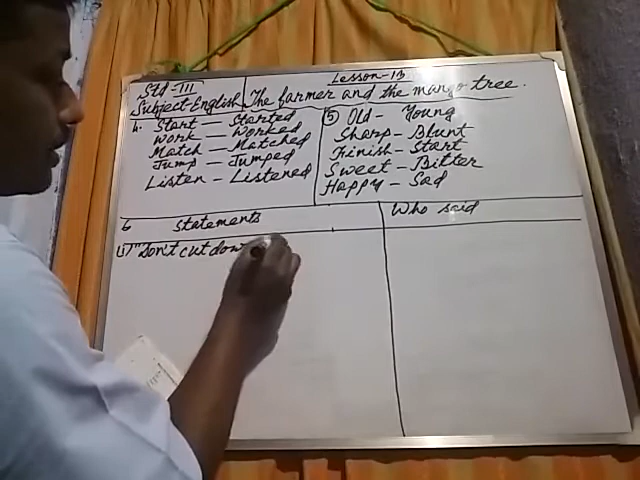 Std-III
Subject-English
Lesson-13
The farmer and the mango tree.
4. Start — Started
Work — Worked
Match — Matched
Jump — Jumped
Listen — Listened
5 Old - Young
Sharp - Blunt
Finish - Start
Sweet - Bitter
Happy - Sad
6 Statements
Who said
(i) "Don't cut down